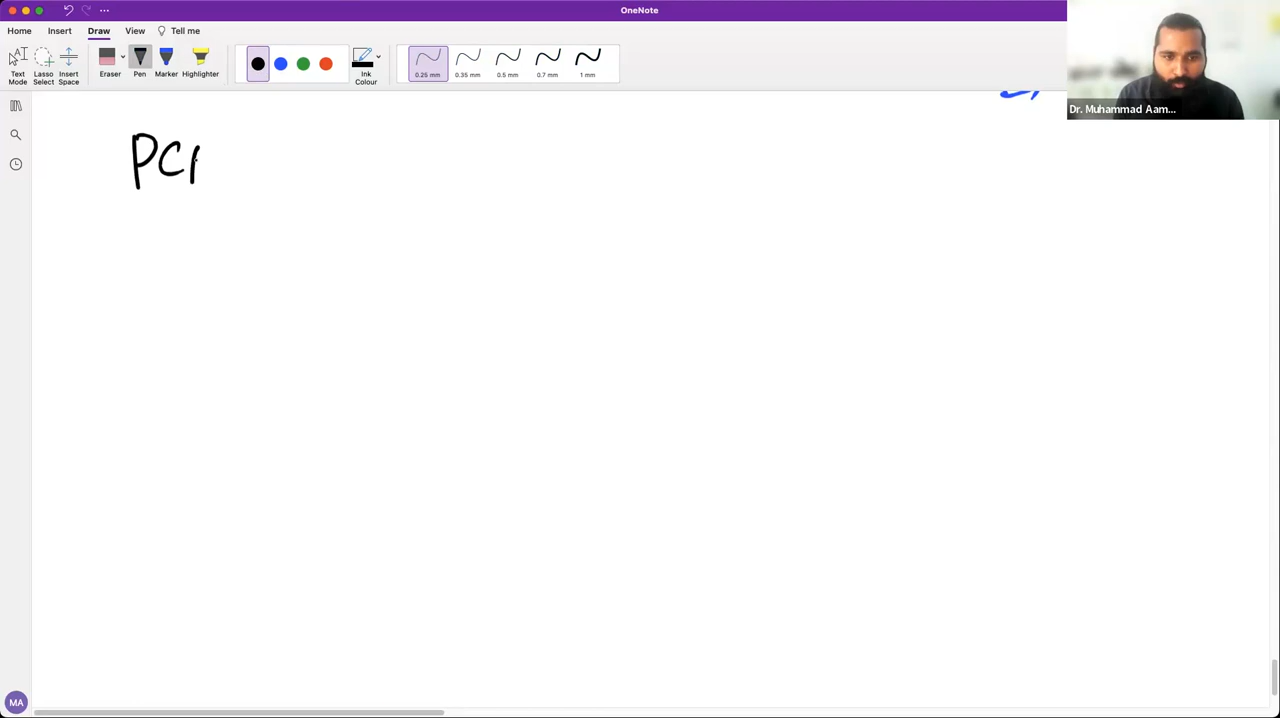 OneNote
Home Insert Draw View Tell me
Text Mode
Lasso Select
Insert Space
Eraser
Pen
Marker
Highlighter
Ink Colour
0.25 mm
0.35 mm
0.5 mm
0.7 mm
1 mm
Dr. Muhammad Aam...
PCI
MA